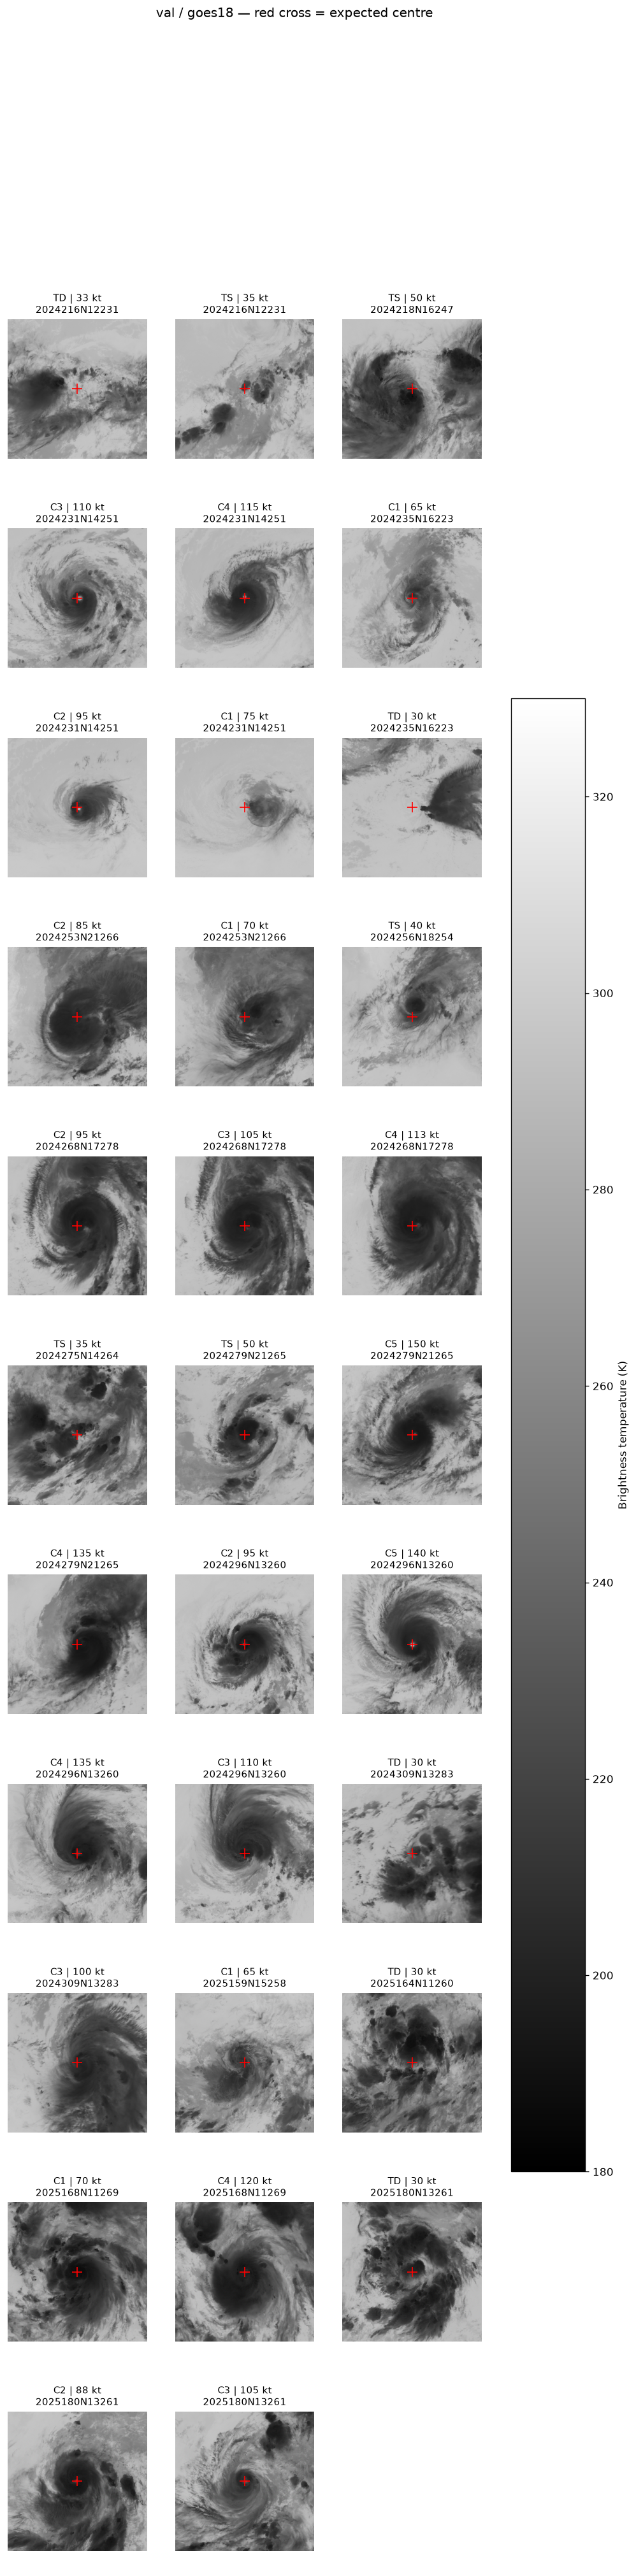 val / goes18 — red cross = expected centre
TD | 33 kt
2024216N12231
TS | 35 kt
2024216N12231
TS | 50 kt
2024218N16247
C3 | 110 kt
2024231N14251
C4 | 115 kt
2024231N14251
C1 | 65 kt
2024235N16223
C2 | 95 kt
2024231N14251
C1 | 75 kt
2024231N14251
TD | 30 kt
2024235N16223
C2 | 85 kt
2024253N21266
C1 | 70 kt
2024253N21266
TS | 40 kt
2024256N18254
C2 | 95 kt
2024268N17278
C3 | 105 kt
2024268N17278
C4 | 113 kt
2024268N17278
TS | 35 kt
2024275N14264
TS | 50 kt
2024279N21265
C5 | 150 kt
2024279N21265
C4 | 135 kt
2024279N21265
C2 | 95 kt
2024296N13260
C5 | 140 kt
2024296N13260
C4 | 135 kt
2024296N13260
C3 | 110 kt
2024296N13260
TD | 30 kt
2024309N13283
C3 | 100 kt
2024309N13283
C1 | 65 kt
2025159N15258
TD | 30 kt
2025164N11260
C1 | 70 kt
2025168N11269
C4 | 120 kt
2025168N11269
TD | 30 kt
2025180N13261
C2 | 88 kt
2025180N13261
C3 | 105 kt
2025180N13261
320
300
280
260
240
220
200
180
Brightness temperature (K)